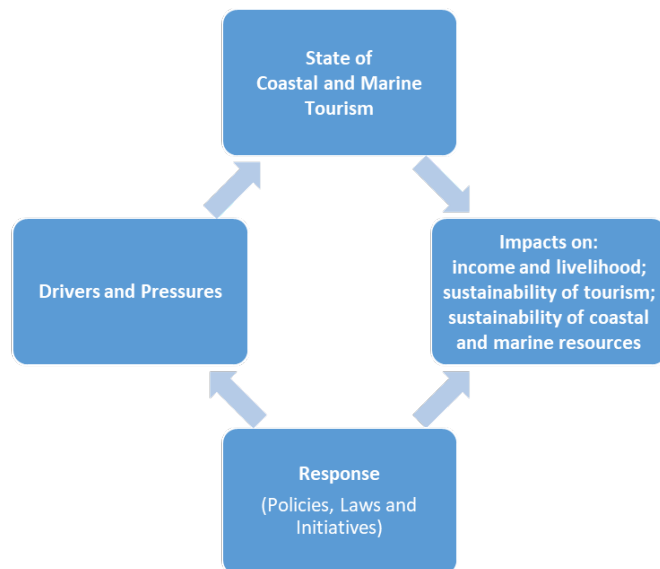 State of
Coastal and Marine
Tourism
Drivers and Pressures
Impacts on:
income and livelihood;
sustainability of tourism;
sustainability of coastal
and marine resources
Response
(Policies, Laws and
Initiatives)